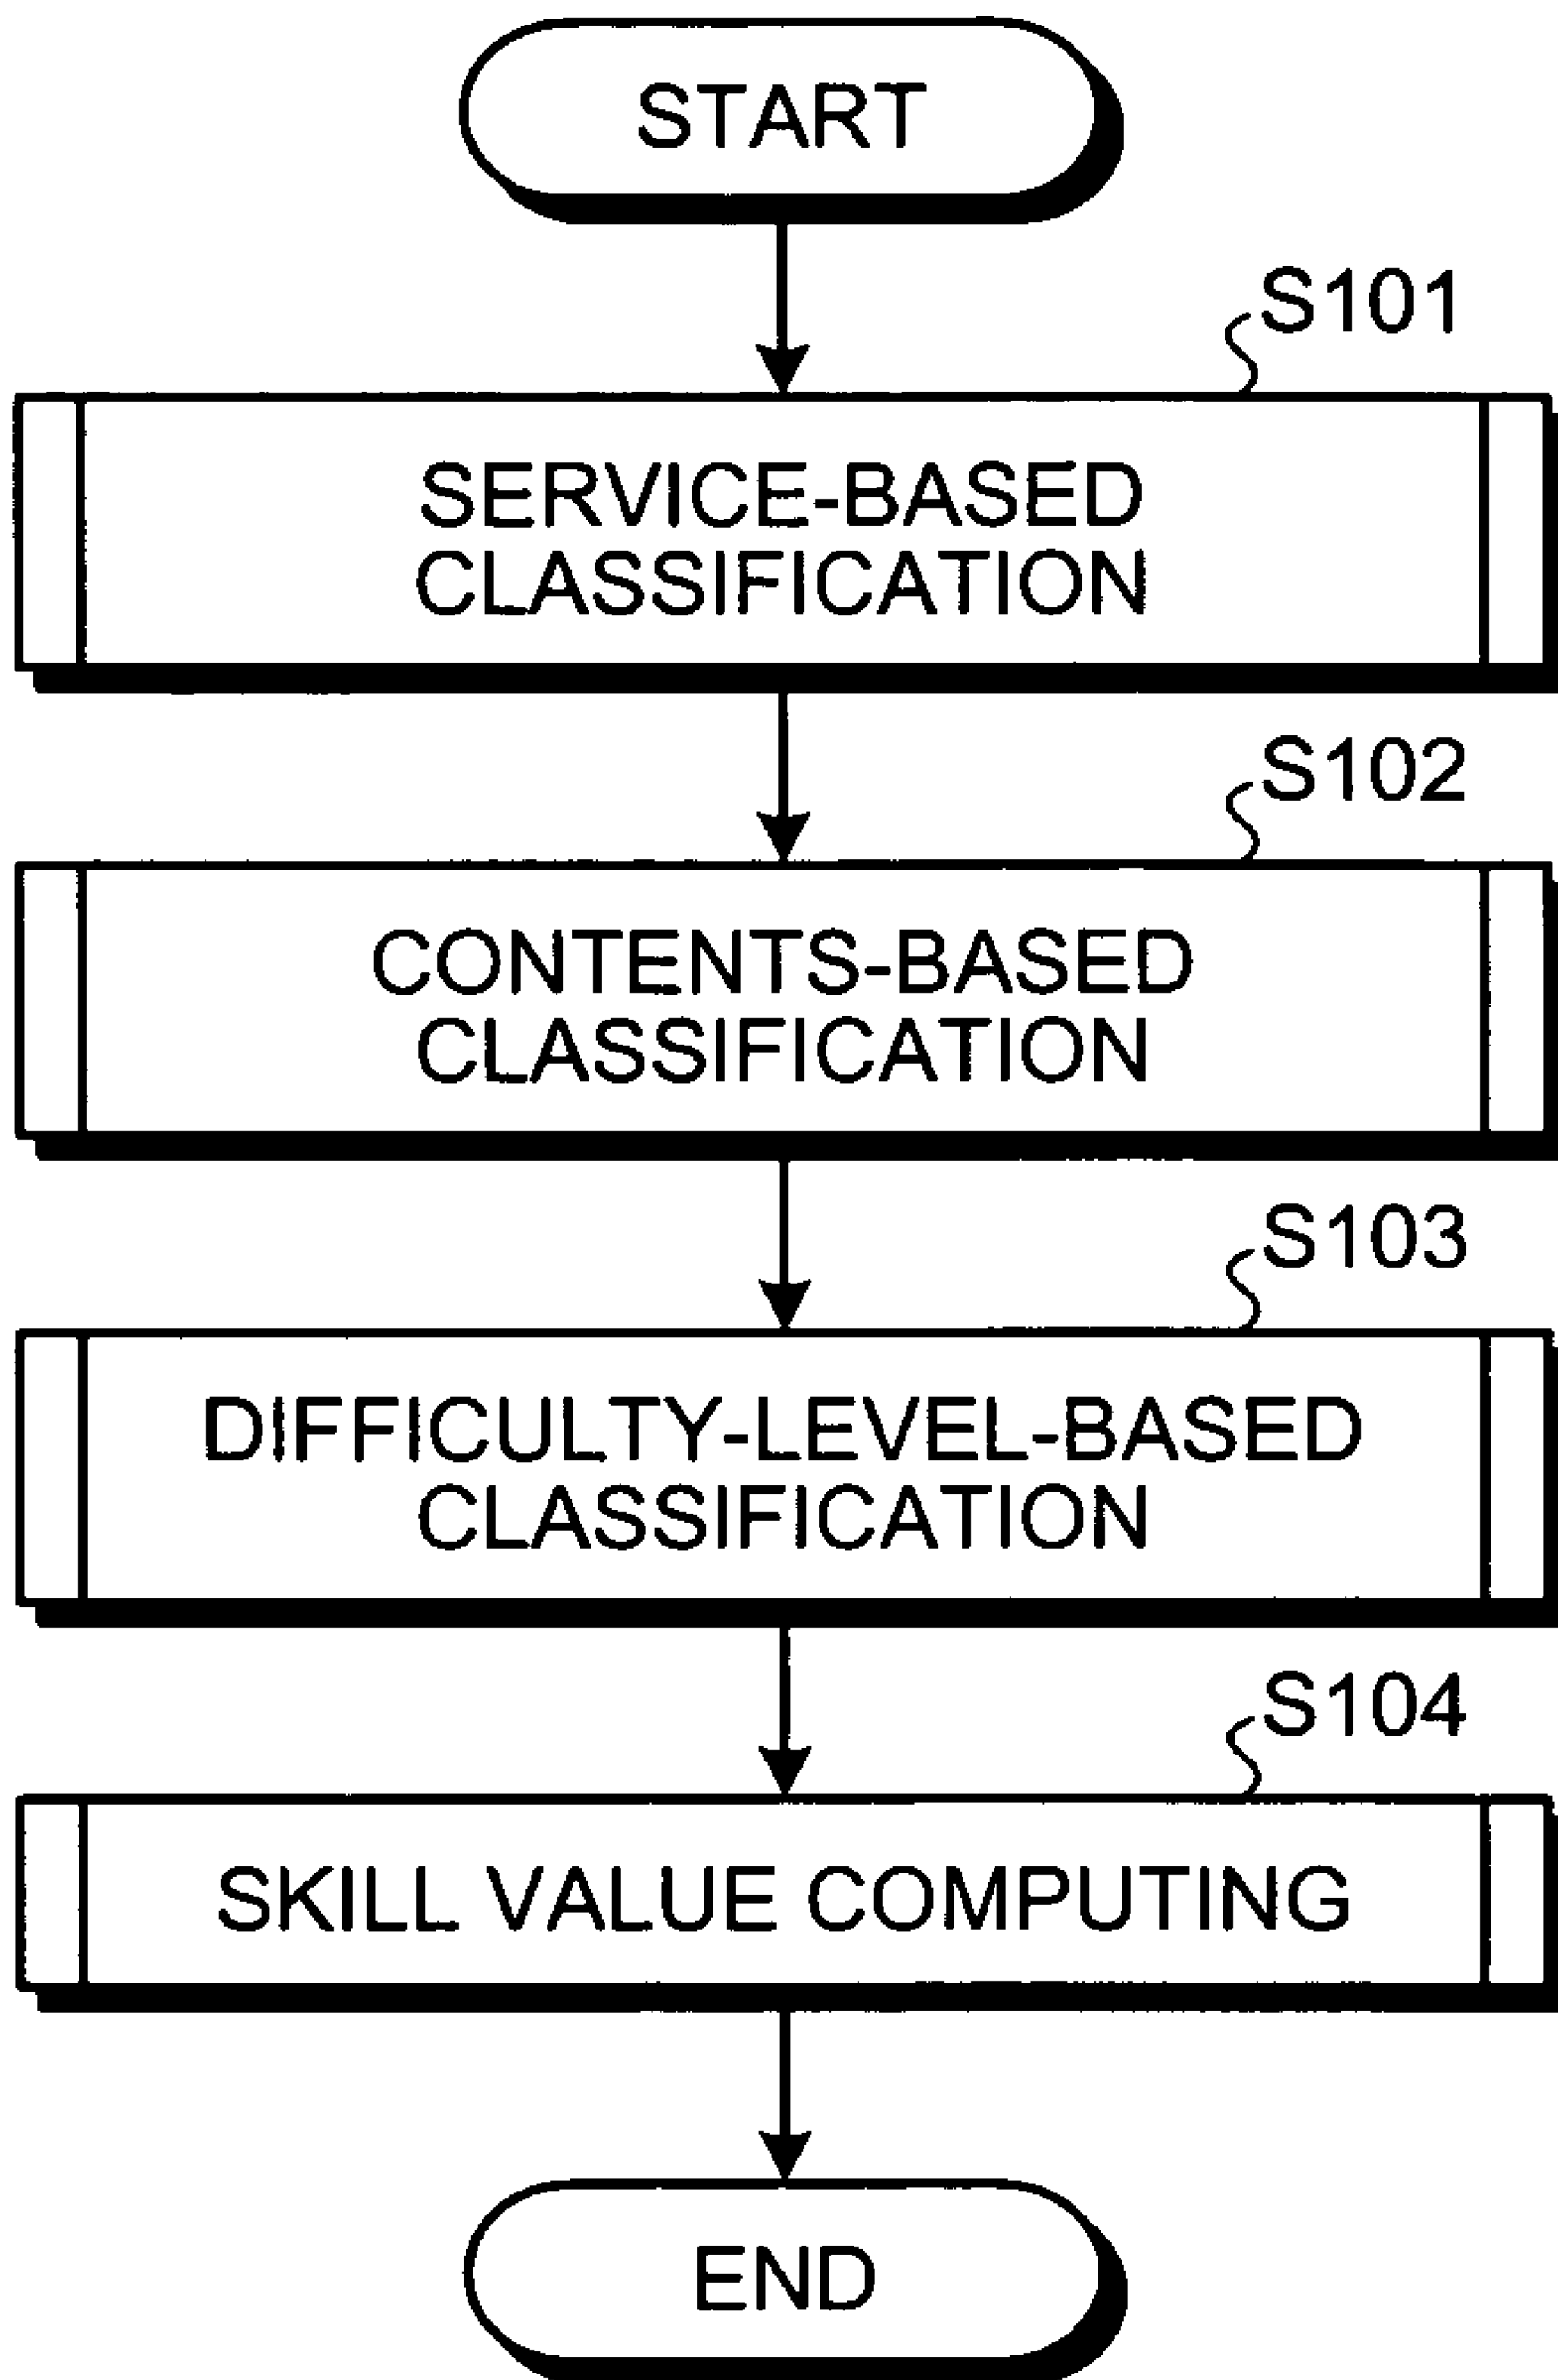 START
S101
SERVICE-BASED
CLASSIFICATION
S102
CONTENTS-BASED
CLASSIFICATION
S103
DIFFICULTY-LEVEL-BASED
CLASSIFICATION
S104
SKILL VALUE COMPUTING
END